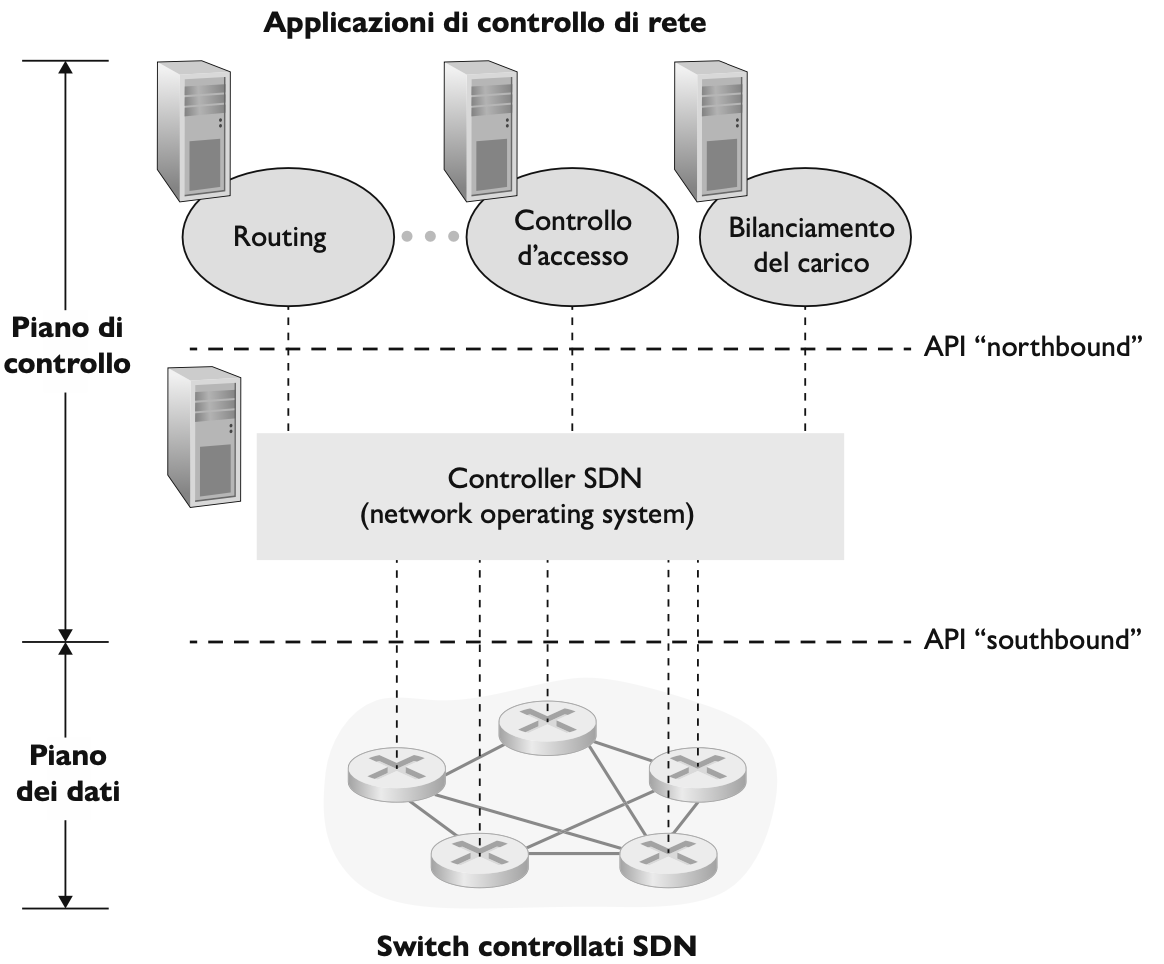 Applicazioni di controllo di rete
Routing
Controllo
d’accesso
Bilanciamento
del carico
Piano di
controllo
API “northbound”
Controller SDN
(network operating system)
API “southbound”
Piano
dei dati
Switch controllati SDN